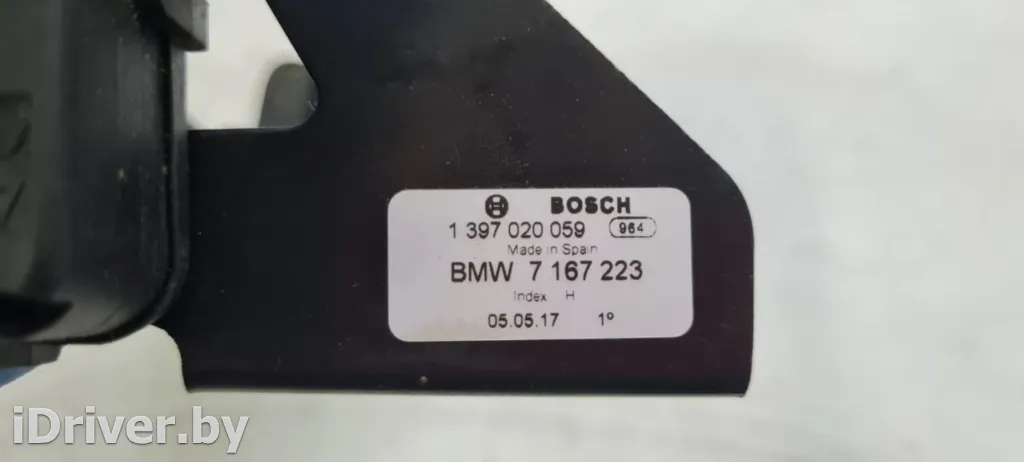 BOSCH
1 397 020 059 964
Made in Spain
BMW 7 167 223
Index H
05.05.17 1º
iDriver.by